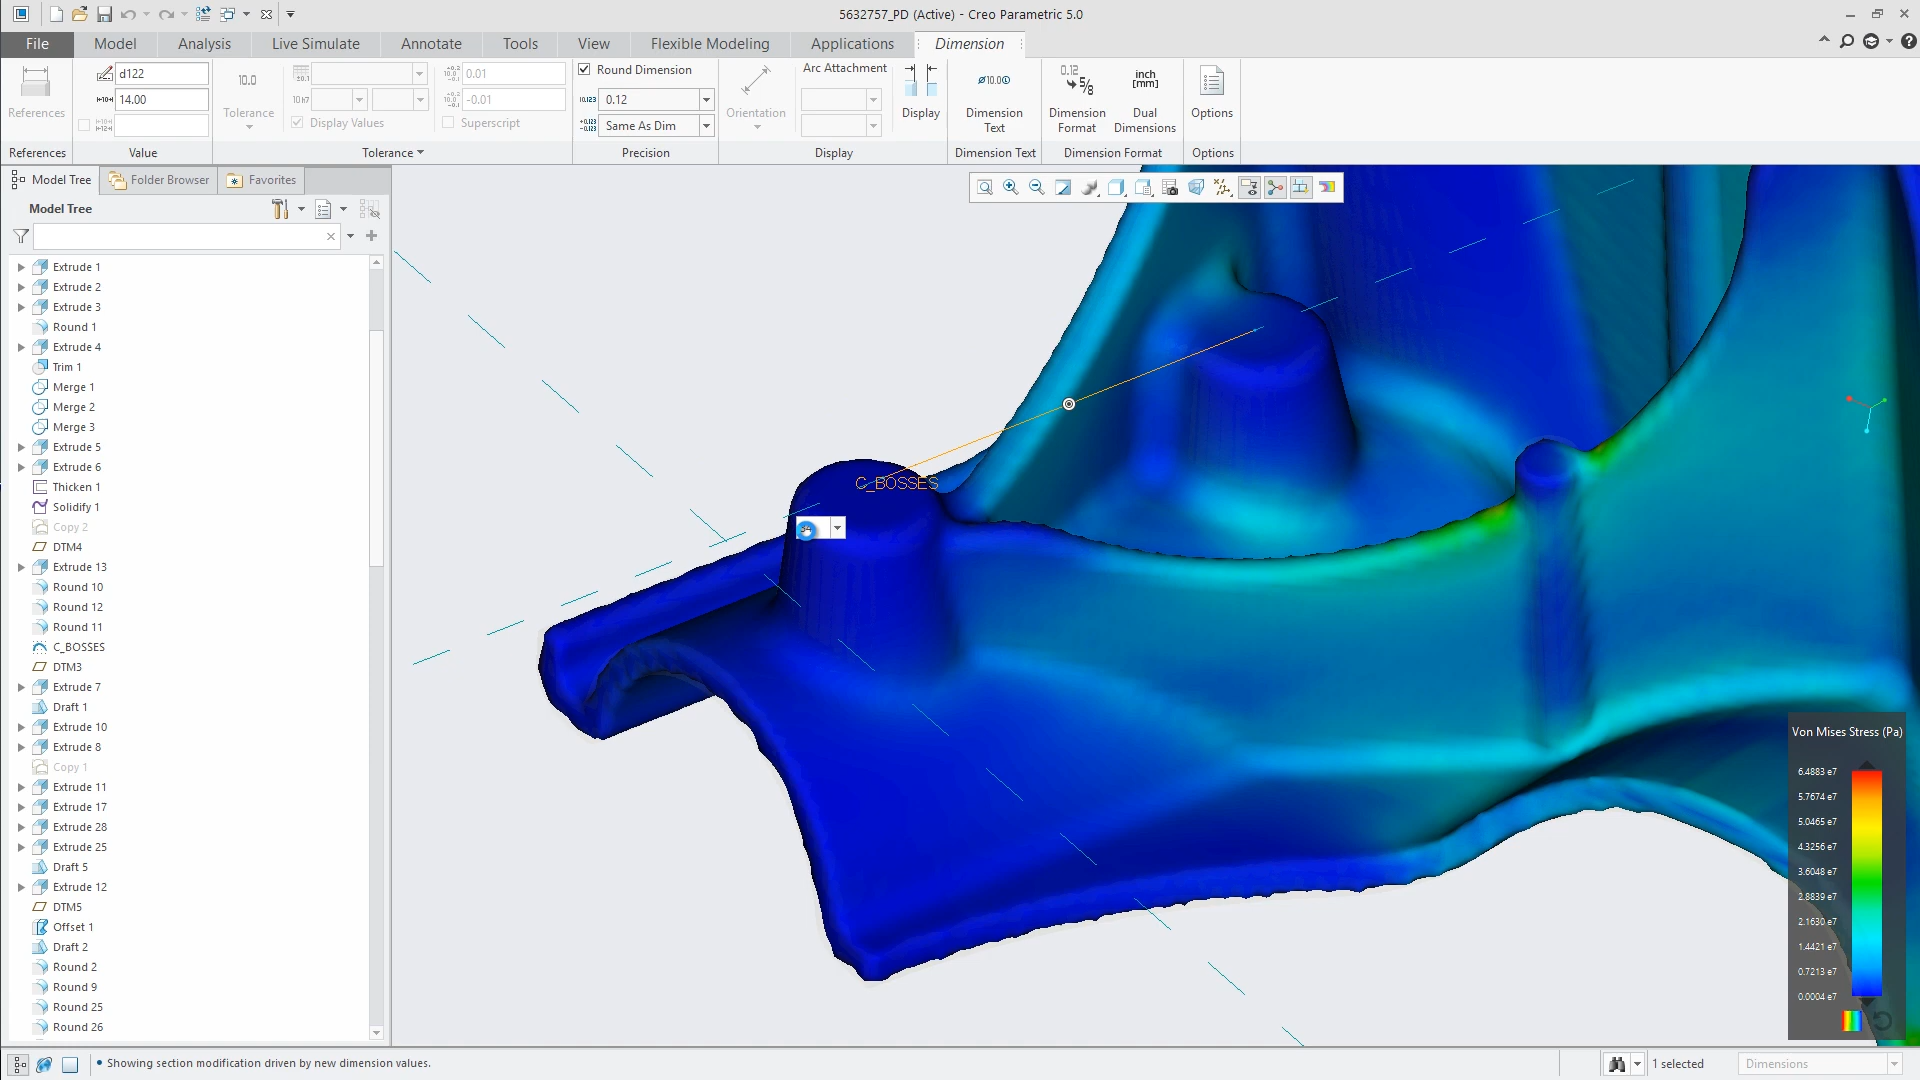 5632757_PD (Active) - Creo Parametric 5.0
File Model Analysis Live Simulate Annotate Tools View Flexible Modeling Applications Dimension
References
References
d122
14.00
Value
10.0
Tolerance
10h7
Display Values
0.01
-0.01
Superscript
Tolerance
Round Dimension
0.12
Same As Dim
Precision
Orientation
Arc Attachment
Display
Display
Dimension Text
Dimension Text
Dimension Format
inch [mm]
Dual Dimensions
Dimension Format
Options
Options
Model Tree Folder Browser Favorites
Model Tree
Extrude 1
Extrude 2
Extrude 3
Round 1
Extrude 4
Trim 1
Merge 1
Merge 2
Merge 3
Extrude 5
Extrude 6
Thicken 1
Solidify 1
Copy 2
DTM4
Extrude 13
Round 10
Round 12
Round 11
C_BOSSES
DTM3
Extrude 7
Draft 1
Extrude 10
Extrude 8
Copy 1
Extrude 11
Extrude 17
Extrude 28
Extrude 25
Draft 5
Extrude 12
DTM5
Offset 1
Draft 2
Round 2
Round 9
Round 25
Round 26
C_BOSSES
Von Mises Stress (Pa)
6.4883 e7
5.7674 e7
5.0465 e7
4.3256 e7
3.6048 e7
2.8839 e7
2.1630 e7
1.4421 e7
0.7213 e7
0.0004 e7
• Showing section modification driven by new dimension values.
1 selected
Dimensions